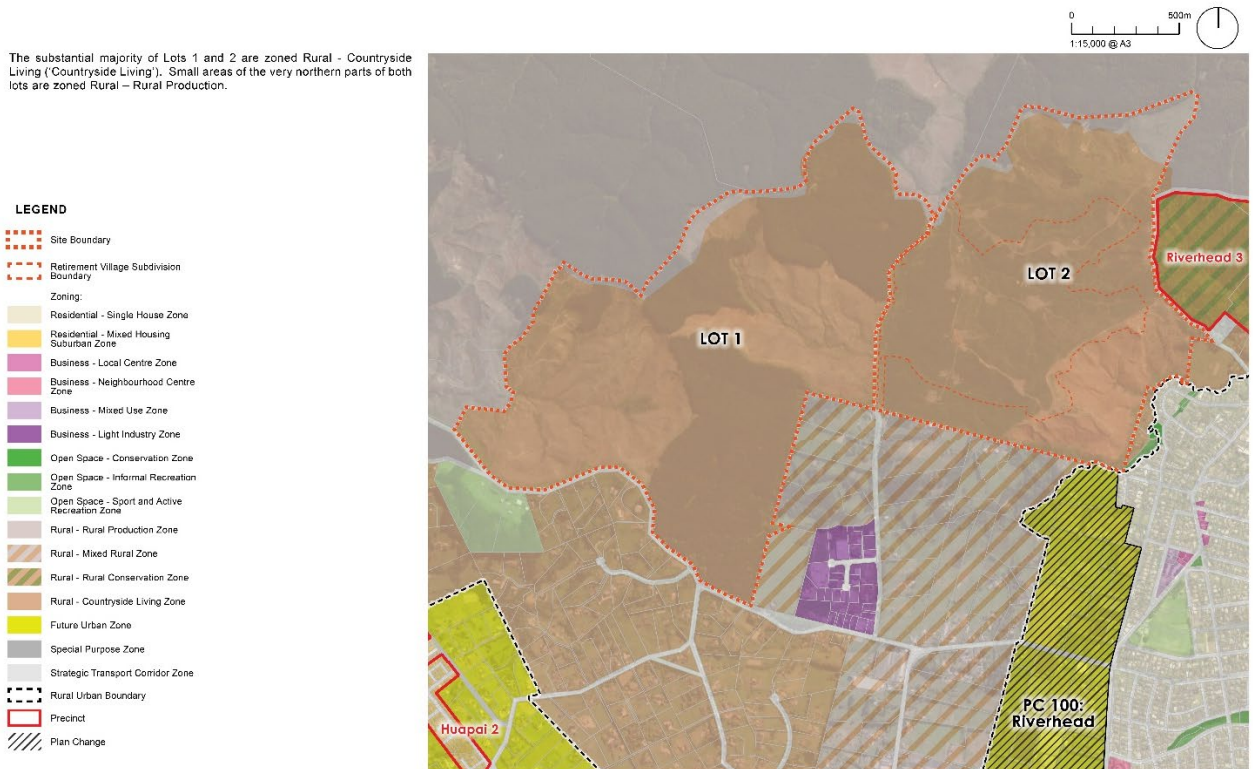 0 500m
1:15,000 @ A3
The substantial majority of Lots 1 and 2 are zoned Rural - Countryside
Living ('Countryside Living'). Small areas of the very northern parts of both
lots are zoned Rural – Rural Production.
LEGEND
Site Boundary
Retirement Village Subdivision
Boundary
Zoning:
Residential - Single House Zone
Residential - Mixed Housing
Suburban Zone
Business - Local Centre Zone
Business - Neighbourhood Centre
Zone
Business - Mixed Use Zone
Business - Light Industry Zone
Open Space - Conservation Zone
Open Space - Informal Recreation
Zone
Open Space - Sport and Active
Recreation Zone
Rural - Rural Production Zone
Rural - Mixed Rural Zone
Rural - Rural Conservation Zone
Rural - Countryside Living Zone
Future Urban Zone
Special Purpose Zone
Strategic Transport Corridor Zone
Rural Urban Boundary
Precinct
Plan Change
Riverhead 3
LOT 2
LOT 1
PC 100:
Riverhead
Huapai 2